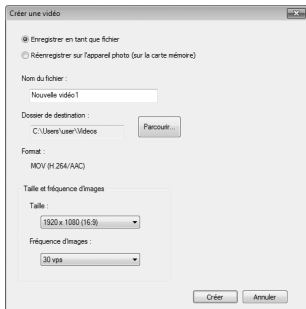 Créer une vidéo
Enregistrer en tant que fichier
Réenregistrer sur l'appareil photo (sur la carte mémoire)
Nom du fichier :
Nouvelle vidéo1
Dossier de destination :
C:\Users\user\Videos
Parcourir...
Format :
MOV (H.264/AAC)
Taille et fréquence d'images
Taille :
1920 x 1080 (16:9)
Fréquence d'images :
30 vps
Créer
Annuler